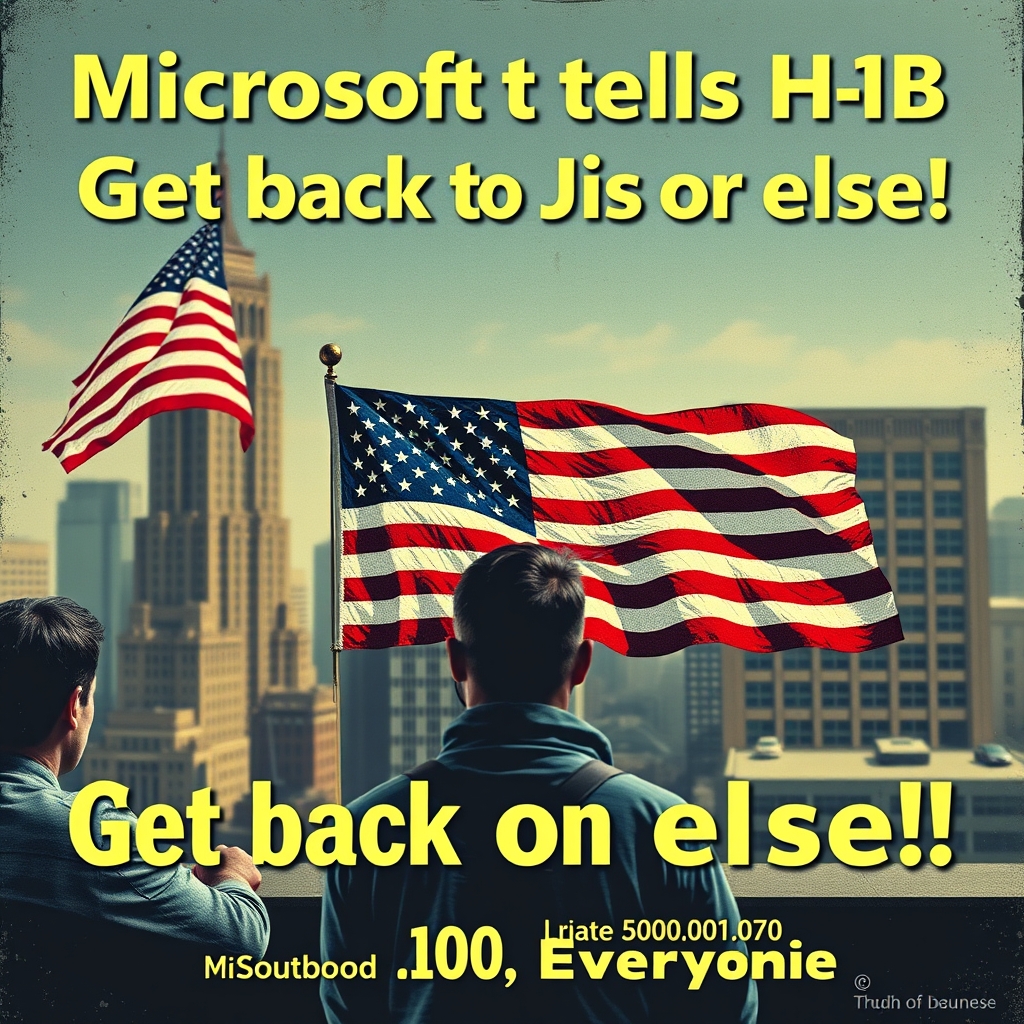 Microsoft t tells H-1B
Get back to Jis or else!
Get back on else!!
Lriate 5000.001.070
MiSoutbood .100, Everyonie
©
Thudh of beunese